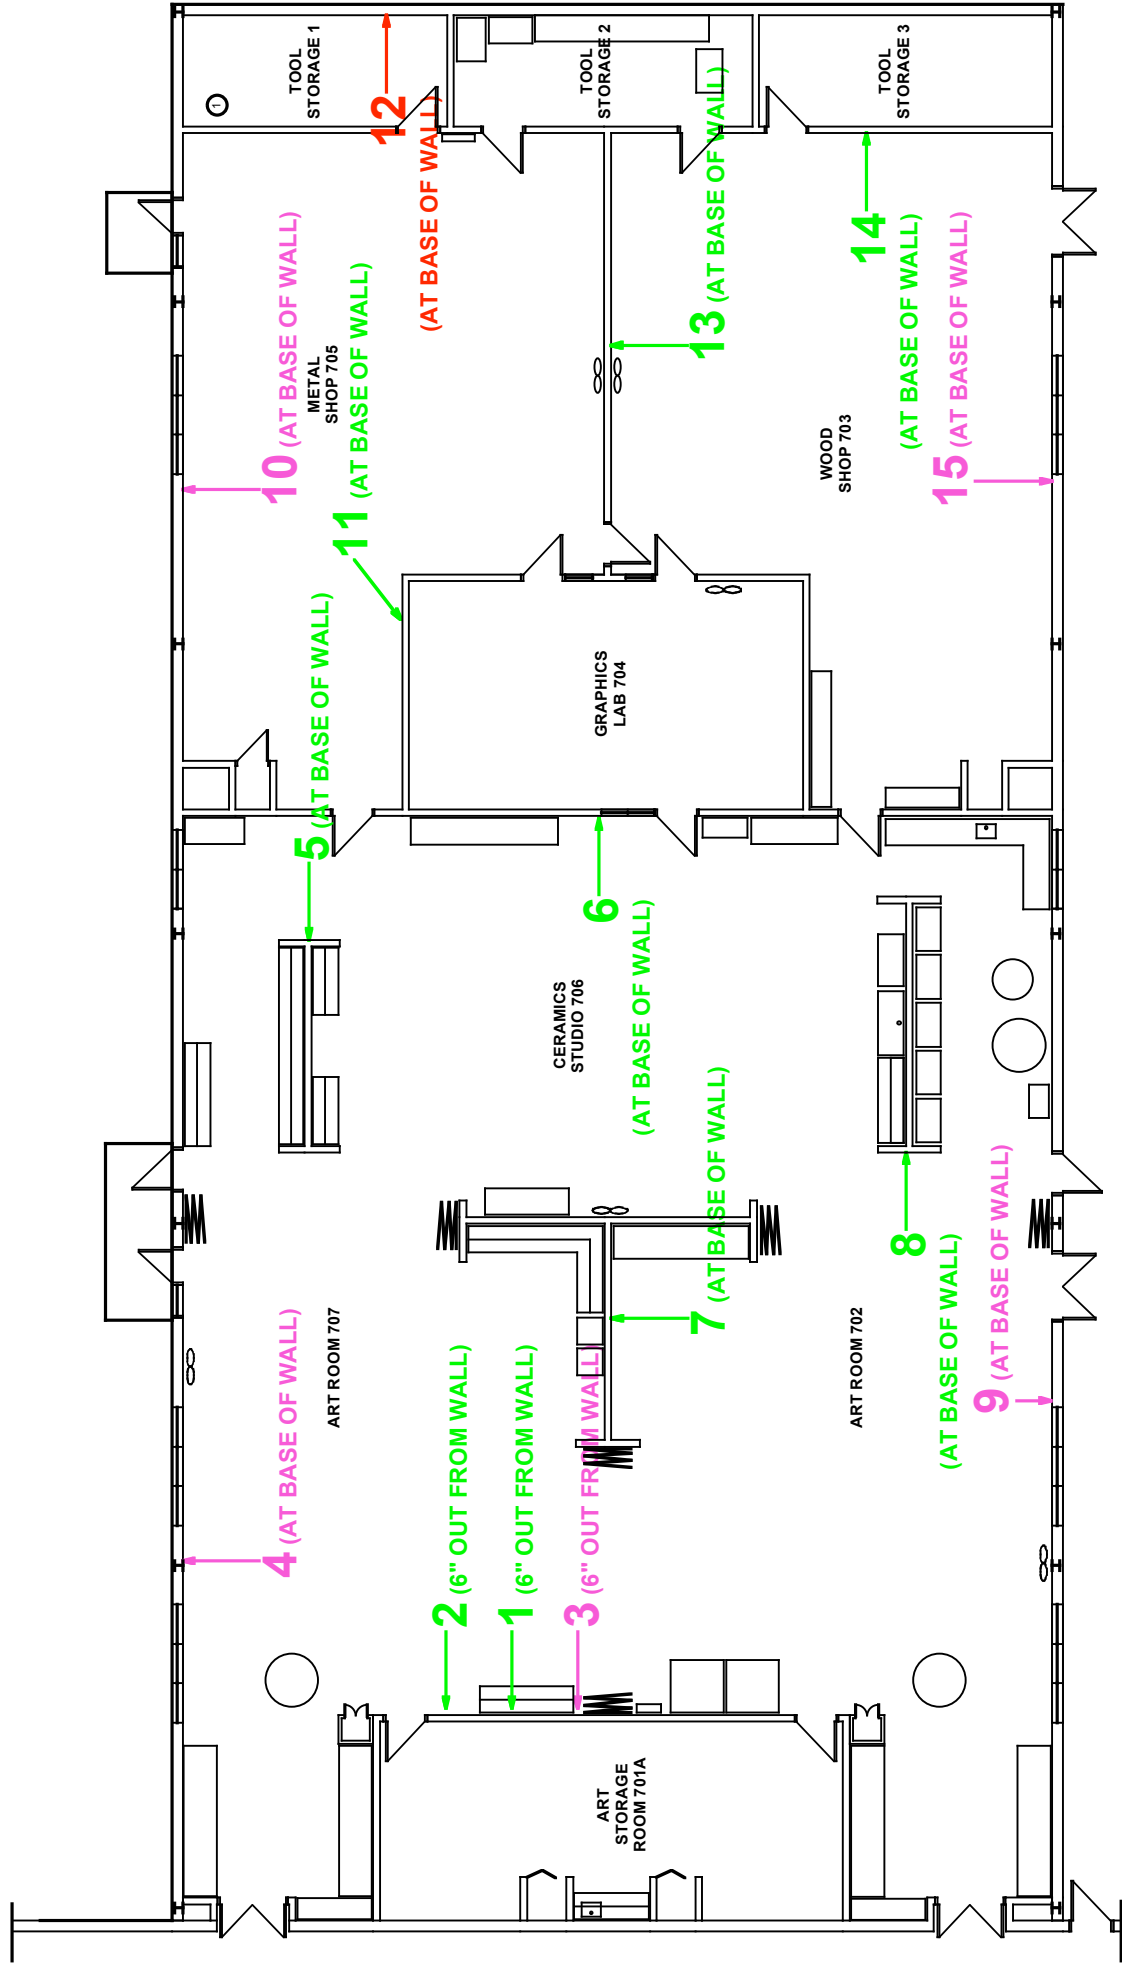 TOOL
STORAGE 1
TOOL
STORAGE 2
TOOL
STORAGE 3
1
12
(AT BASE OF WALL)
10 (AT BASE OF WALL)
METAL
SHOP 705
11 (AT BASE OF WALL)
13 (AT BASE OF WALL)
14
(AT BASE OF WALL)
WOOD
SHOP 703
15 (AT BASE OF WALL)
5 (AT BASE OF WALL)
GRAPHICS
LAB 704
6
(AT BASE OF WALL)
CERAMICS
STUDIO 706
7 (AT BASE OF WALL)
8
(AT BASE OF WALL)
9 (AT BASE OF WALL)
4 (AT BASE OF WALL)
ART ROOM 707
ART ROOM 702
2 (6" OUT FROM WALL)
1 (6" OUT FROM WALL)
3 (6" OUT FROM WALL)
ART
STORAGE
ROOM 701A